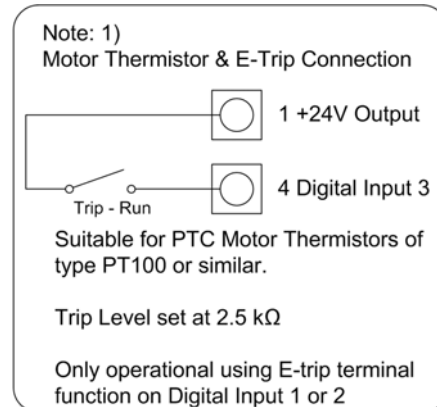 Note: 1)
Motor Thermistor & E-Trip Connection
1 +24V Output
4 Digital Input 3
Trip - Run
Suitable for PTC Motor Thermistors of
type PT100 or similar.
Trip Level set at 2.5 kΩ
Only operational using E-trip terminal
function on Digital Input 1 or 2